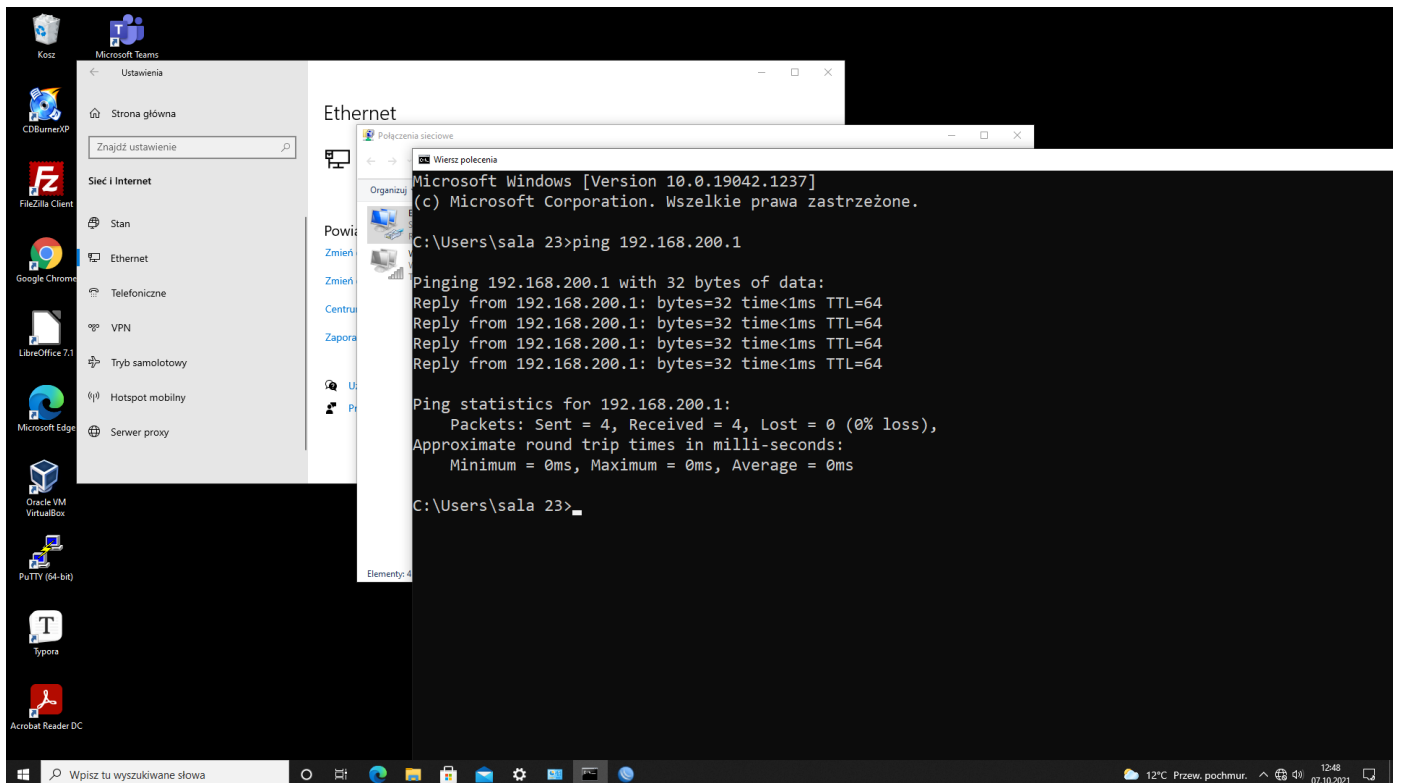 Kosz
Microsoft Teams
CDBurnerXP
FileZilla Client
Google Chrome
LibreOffice 7.1
Microsoft Edge
Oracle VM
VirtualBox
PuTTY (64-bit)
Typora
Acrobat Reader DC
Ustawienia
Strona główna
Znajdź ustawienie
Sieć i Internet
Stan
Ethernet
Telefoniczne
VPN
Tryb samolotowy
Hotspot mobilny
Serwer proxy
Ethernet
Zmień
Zmień
Połączenia sieciowe
Organizuj
Elementy: 4
Wiersz polecenia
Microsoft Windows [Version 10.0.19042.1237]
(c) Microsoft Corporation. Wszelkie prawa zastrzeżone.
C:\Users\sala 23>ping 192.168.200.1
Pinging 192.168.200.1 with 32 bytes of data:
Reply from 192.168.200.1: bytes=32 time<1ms TTL=64
Reply from 192.168.200.1: bytes=32 time<1ms TTL=64
Reply from 192.168.200.1: bytes=32 time<1ms TTL=64
Reply from 192.168.200.1: bytes=32 time<1ms TTL=64
Ping statistics for 192.168.200.1:
Packets: Sent = 4, Received = 4, Lost = 0 (0% loss),
Approximate round trip times in milli-seconds:
Minimum = 0ms, Maximum = 0ms, Average = 0ms
C:\Users\sala 23>
Wpisz tu wyszukiwane słowa
12°C Przew. pochmur.
12:48
07.10.2021